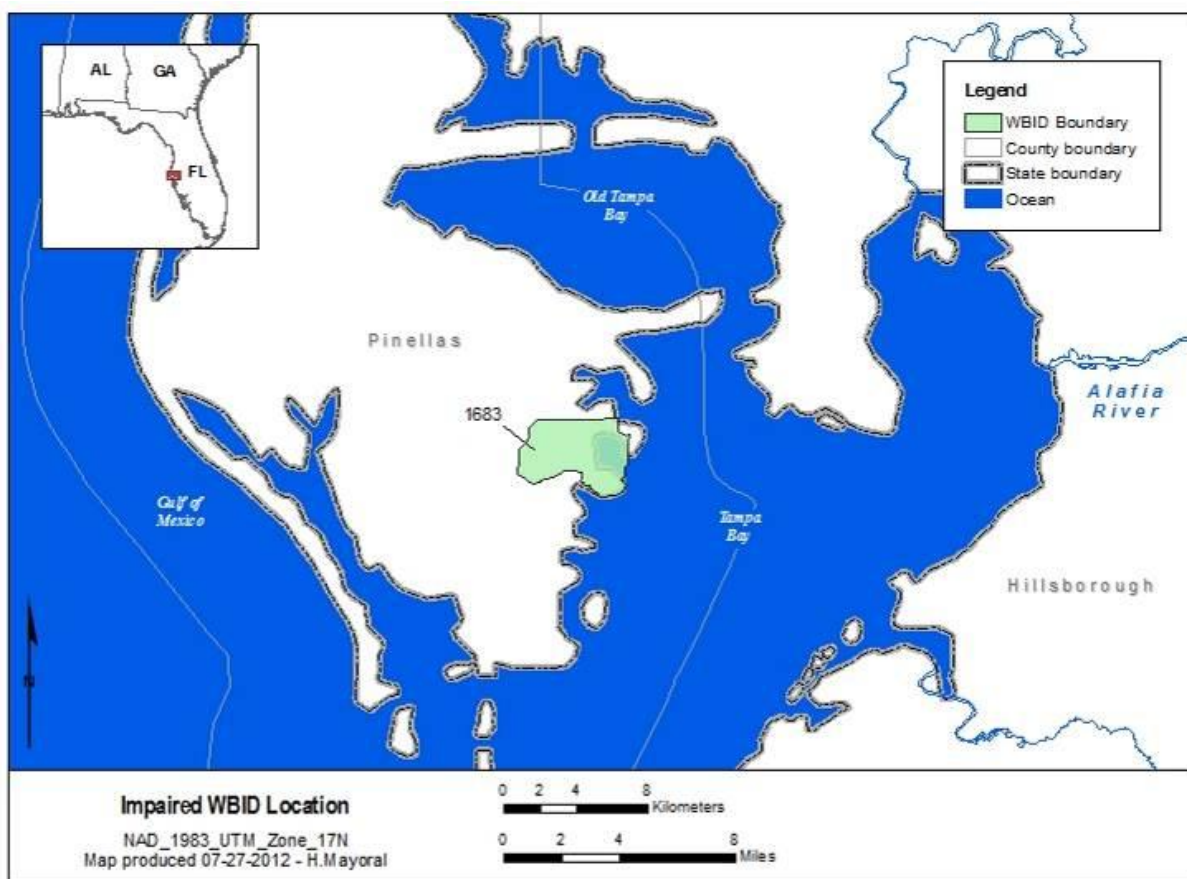 AL
GA
FL
Legend
WBID Boundary
County boundary
State boundary
Ocean
Old Tampa
Bay
Pinellas
Alafia
River
1683
Gulf of
Mexico
Tampa
Bay
Hillsborough
N
Impaired WBID Location
NAD_1983_UTM_Zone_17N
Map produced 07-27-2012 - H.Mayoral
0 2 4 8
Kilometers
0 2 4 8
Miles